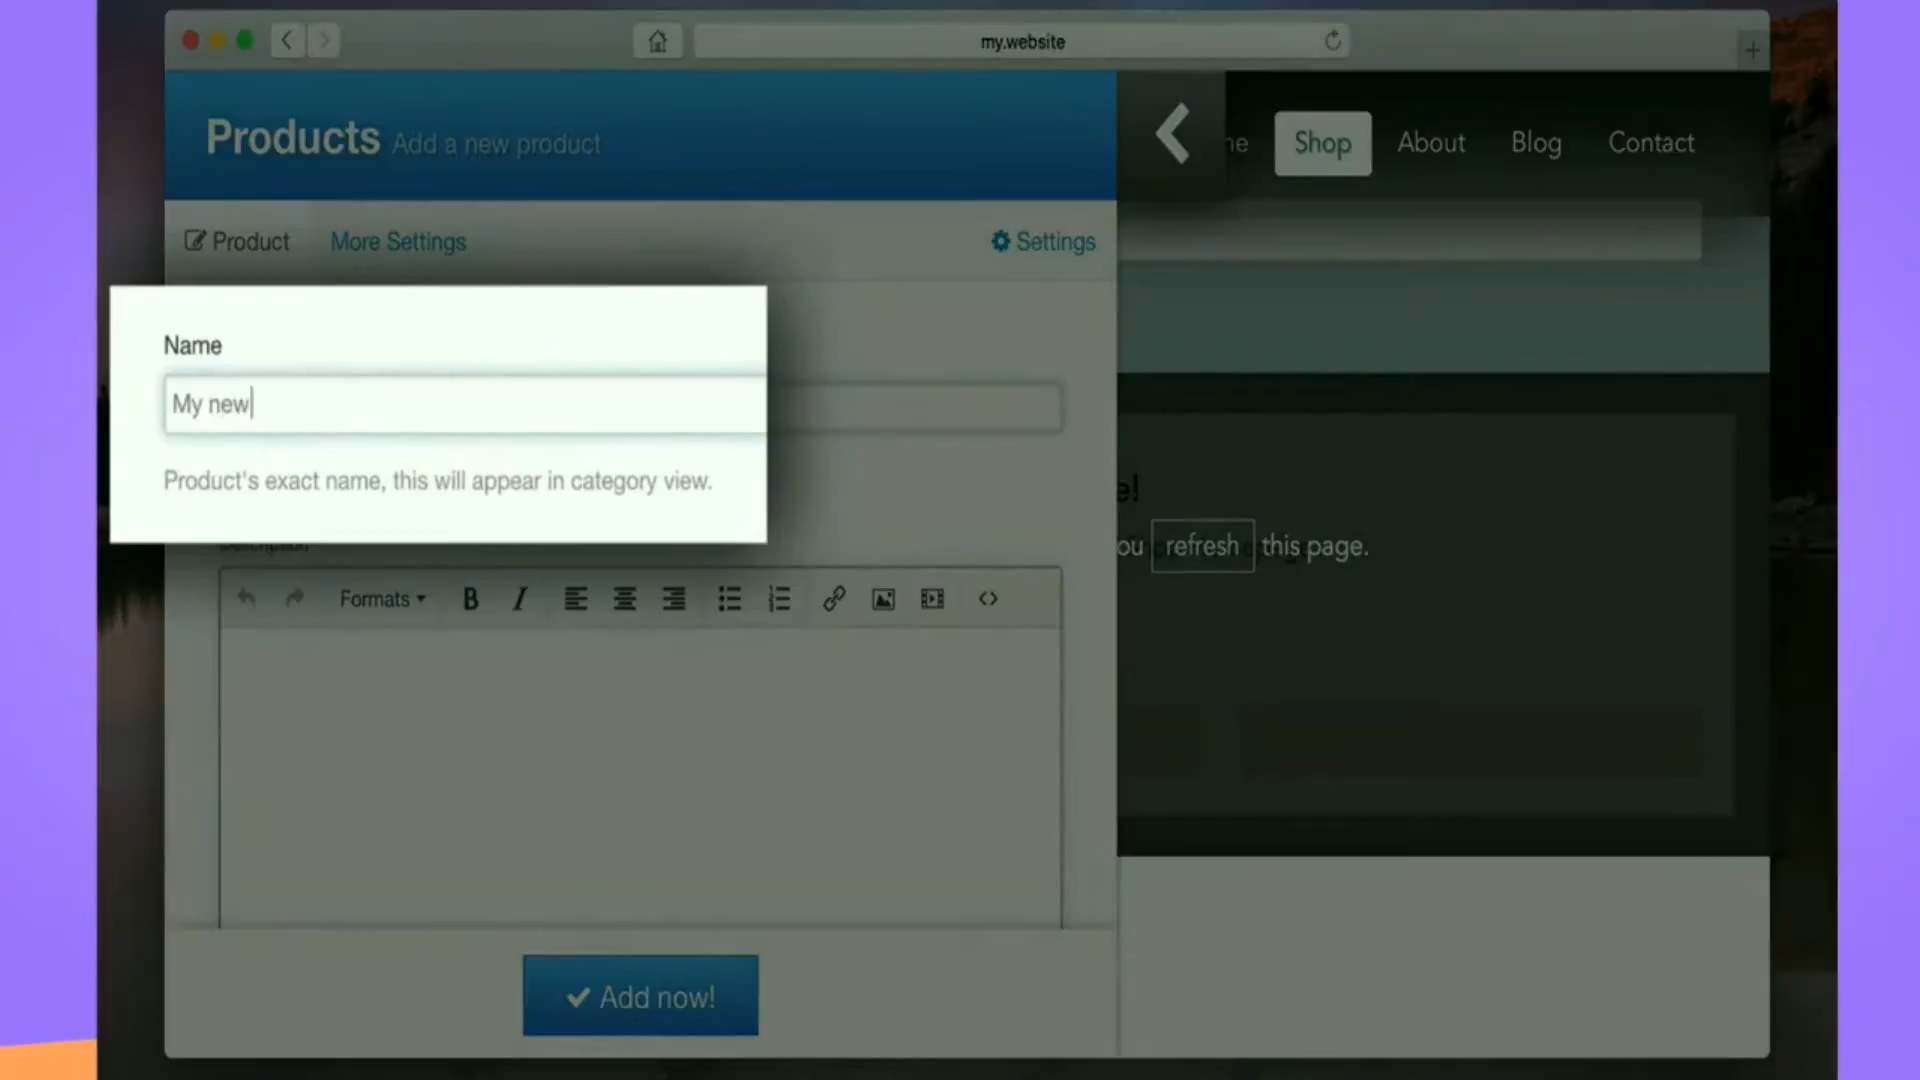 my.website
Products Add a new product
Shop About Blog Contact
Product More Settings Settings
Name
My new
Product's exact name, this will appear in category view.
Description
Formats
refresh this page.
Add now!